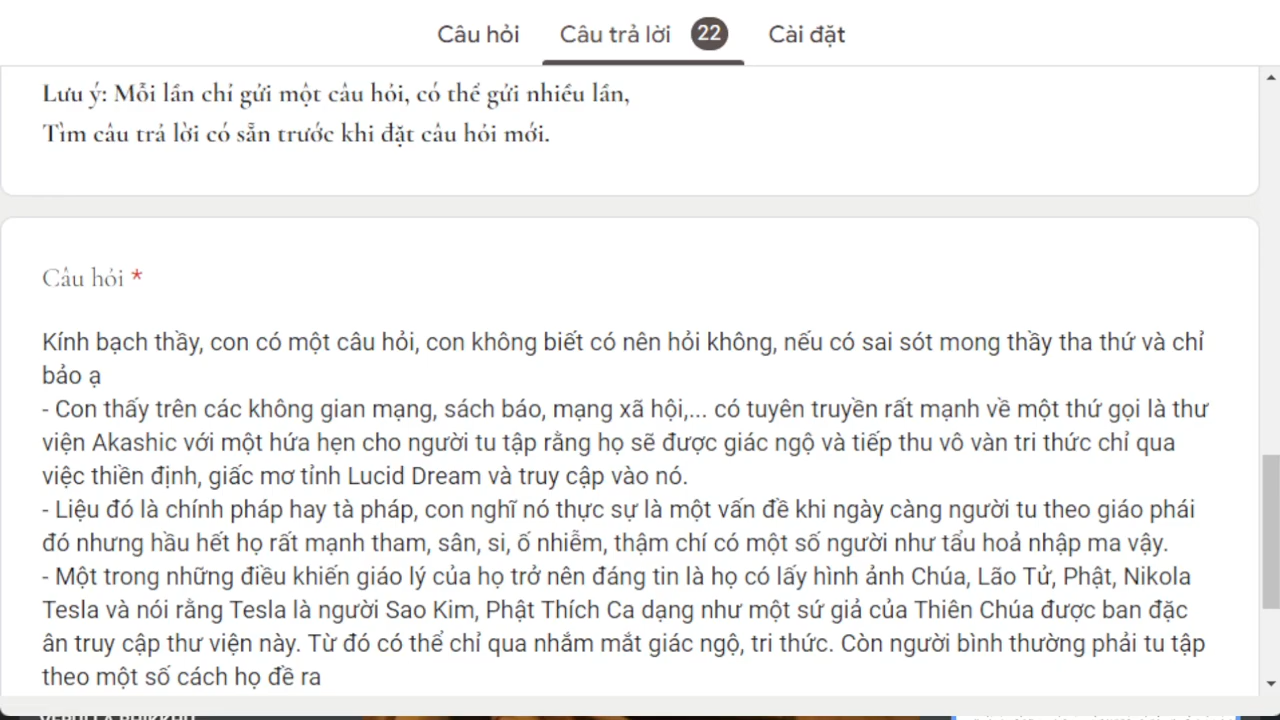 Câu hỏi Câu trả lời 22 Cài đặt
Lưu ý: Mỗi lần chỉ gửi một câu hỏi, có thể gửi nhiều lần,
Tìm câu trả lời có sẵn trước khi đặt câu hỏi mới.
Câu hỏi *
Kính bạch thầy, con có một câu hỏi, con không biết có nên hỏi không, nếu có sai sót mong thầy tha thứ và chỉ
bảo ạ
- Con thấy trên các không gian mạng, sách báo, mạng xã hội,... có tuyên truyền rất mạnh về một thứ gọi là thư
viện Akashic với một hứa hẹn cho người tu tập rằng họ sẽ được giác ngộ và tiếp thu vô vàn tri thức chỉ qua
việc thiền định, giấc mơ tỉnh Lucid Dream và truy cập vào nó.
- Liệu đó là chính pháp hay tà pháp, con nghĩ nó thực sự là một vấn đề khi ngày càng người tu theo giáo phái
đó nhưng hầu hết họ rất mạnh tham, sân, si, ố nhiễm, thậm chí có một số người như tẩu hoả nhập ma vậy.
- Một trong những điều khiến giáo lý của họ trở nên đáng tin là họ có lấy hình ảnh Chúa, Lão Tử, Phật, Nikola
Tesla và nói rằng Tesla là người Sao Kim, Phật Thích Ca dạng như một sứ giả của Thiên Chúa được ban đặc
ân truy cập thư viện này. Từ đó có thể chỉ qua nhắm mắt giác ngộ, tri thức. Còn người bình thường phải tu tập
theo một số cách họ đề ra